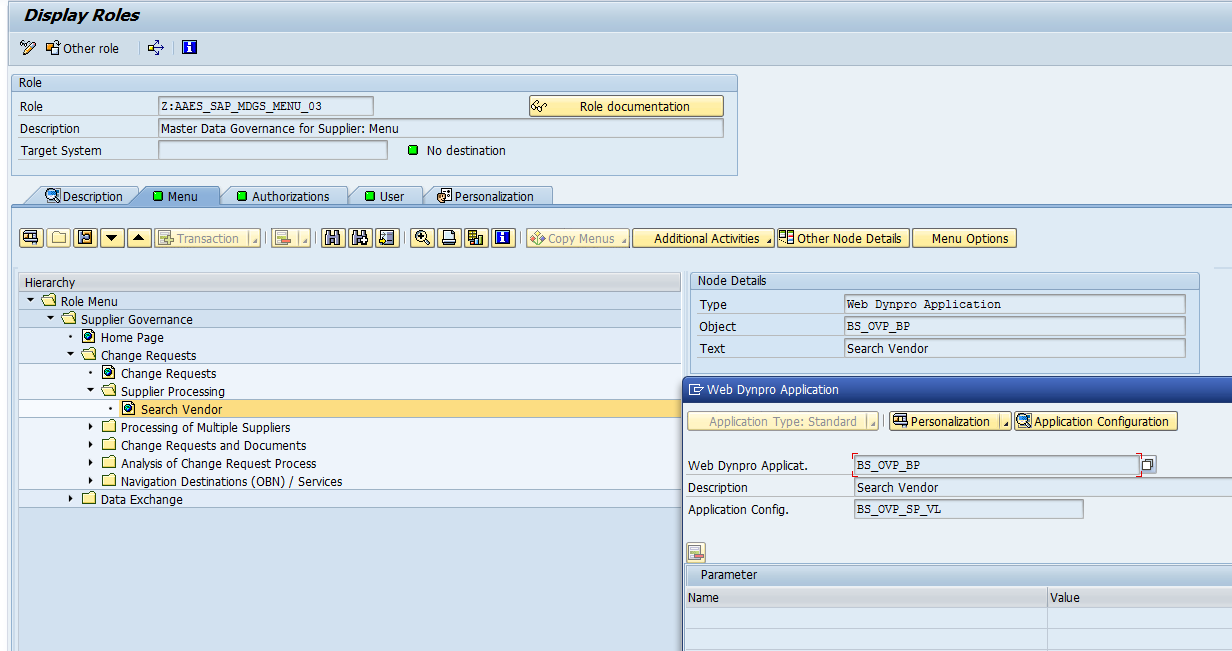 Display Roles
Other role
Role
Role Z:AAES_SAP_MDGS_MENU_03 Role documentation
Description Master Data Governance for Supplier: Menu
Target System No destination
Description Menu Authorizations User Personalization
Transaction Copy Menus Additional Activities Other Node Details Menu Options
Hierarchy
Role Menu
Supplier Governance
Home Page
Change Requests
Change Requests
Supplier Processing
Search Vendor
Processing of Multiple Suppliers
Change Requests and Documents
Analysis of Change Request Process
Navigation Destinations (OBN) / Services
Data Exchange
Node Details
Type Web Dynpro Application
Object BS_OVP_BP
Text Search Vendor
Web Dynpro Application
Application Type: Standard Personalization Application Configuration
Web Dynpro Applicat. BS_OVP_BP
Description Search Vendor
Application Config. BS_OVP_SP_VL
Parameter
Name Value